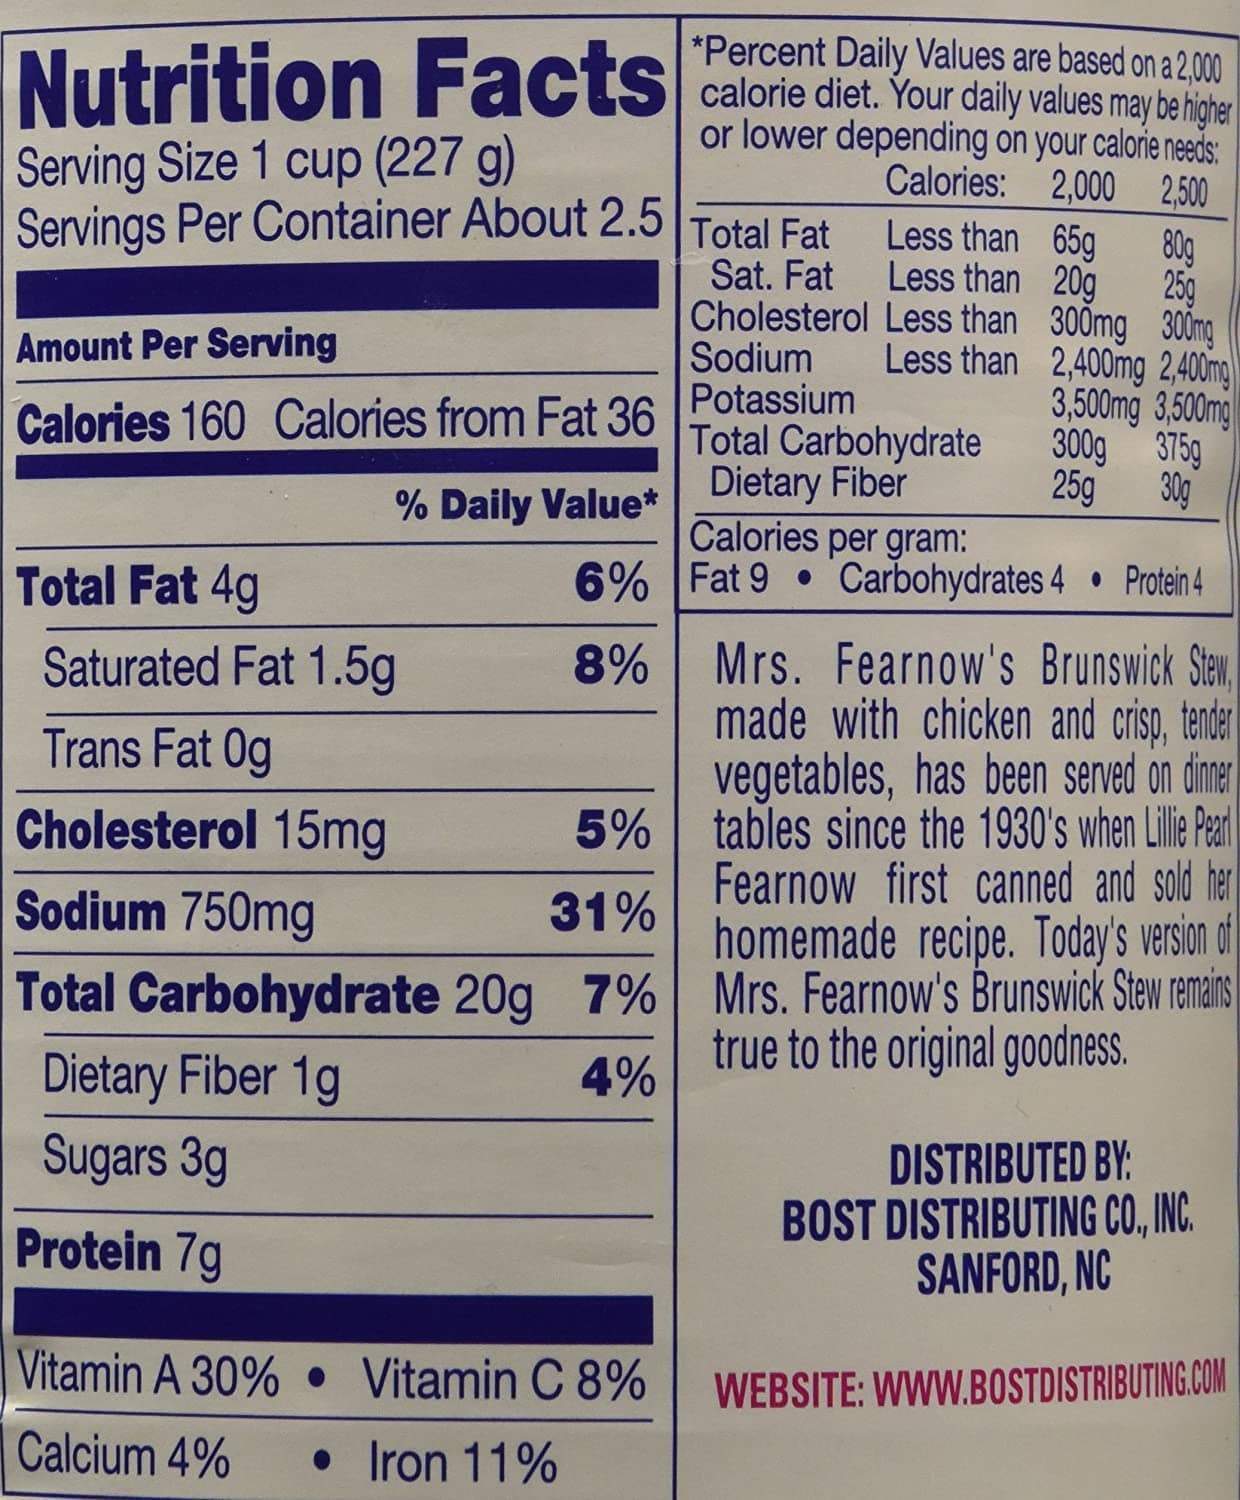 Nutrition Facts
Serving Size 1 cup (227 g)
Servings Per Container About 2.5
Amount Per Serving
Calories 160 Calories from Fat 36
% Daily Value*
Total Fat 4g 6%
Saturated Fat 1.5g 8%
Trans Fat 0g
Cholesterol 15mg 5%
Sodium 750mg 31%
Total Carbohydrate 20g 7%
Dietary Fiber 1g 4%
Sugars 3g
Protein 7g
Vitamin A 30% • Vitamin C 8%
Calcium 4% • Iron 11%
*Percent Daily Values are based on a 2,000
calorie diet. Your daily values may be higher
or lower depending on your calorie needs:
Calories: 2,000 2,500
Total Fat Less than 65g 80g
Sat. Fat Less than 20g 25g
Cholesterol Less than 300mg 300mg
Sodium Less than 2,400mg 2,400mg
Potassium 3,500mg 3,500mg
Total Carbohydrate 300g 375g
Dietary Fiber 25g 30g
Calories per gram:
Fat 9 • Carbohydrates 4 • Protein 4
Mrs. Fearnow's Brunswick Stew,
made with chicken and crisp, tender
vegetables, has been served on dinner
tables since the 1930's when Lillie Pearl
Fearnow first canned and sold her
homemade recipe. Today's version of
Mrs. Fearnow's Brunswick Stew remains
true to the original goodness.
DISTRIBUTED BY:
BOST DISTRIBUTING CO., INC.
SANFORD, NC
WEBSITE: WWW.BOSTDISTRIBUTING.COM